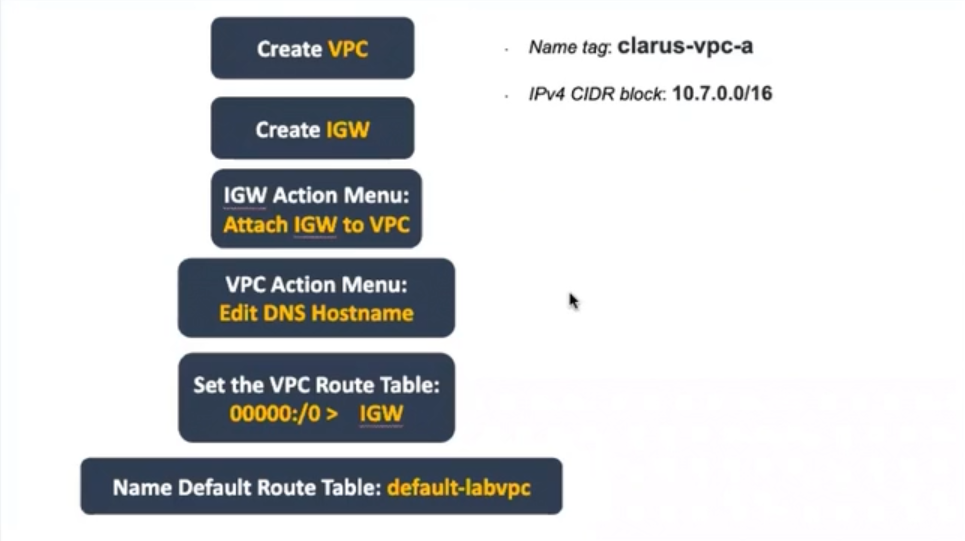 Create VPC
Create IGW
IGW Action Menu:
Attach IGW to VPC
VPC Action Menu:
Edit DNS Hostname
Set the VPC Route Table:
00000:/0 > IGW
Name Default Route Table: default-labvpc
· Name tag: clarus-vpc-a
· IPv4 CIDR block: 10.7.0.0/16